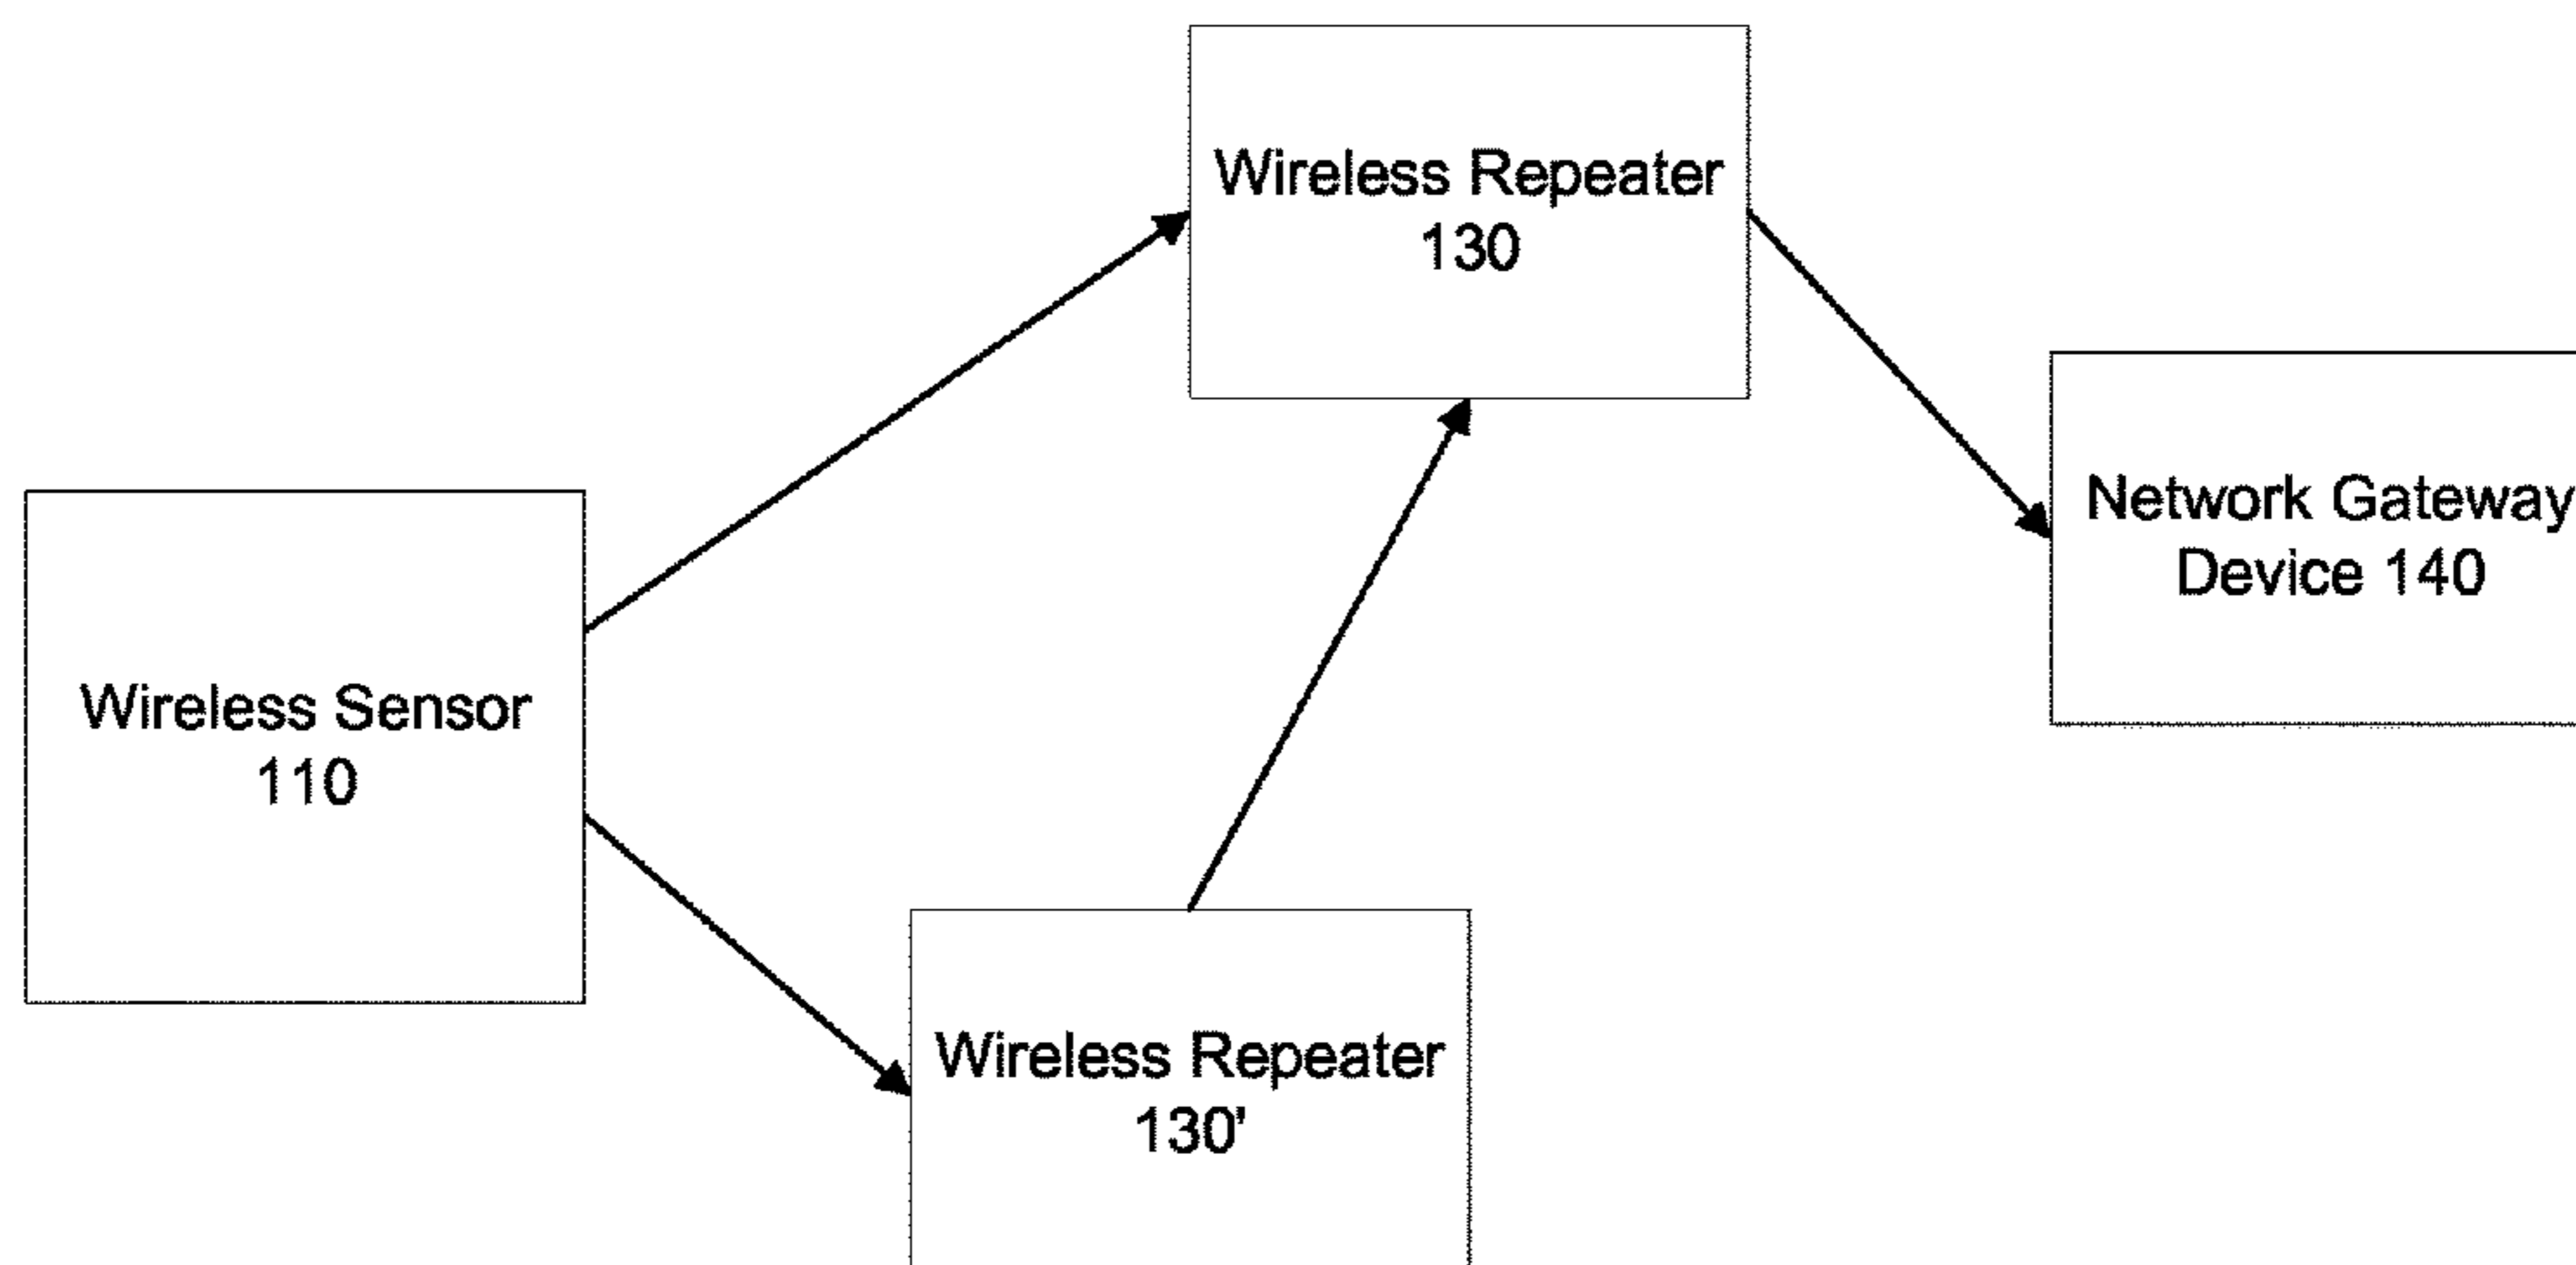 Wireless Repeater
130
Network Gateway
Device 140
Wireless Sensor
110
Wireless Repeater
130'